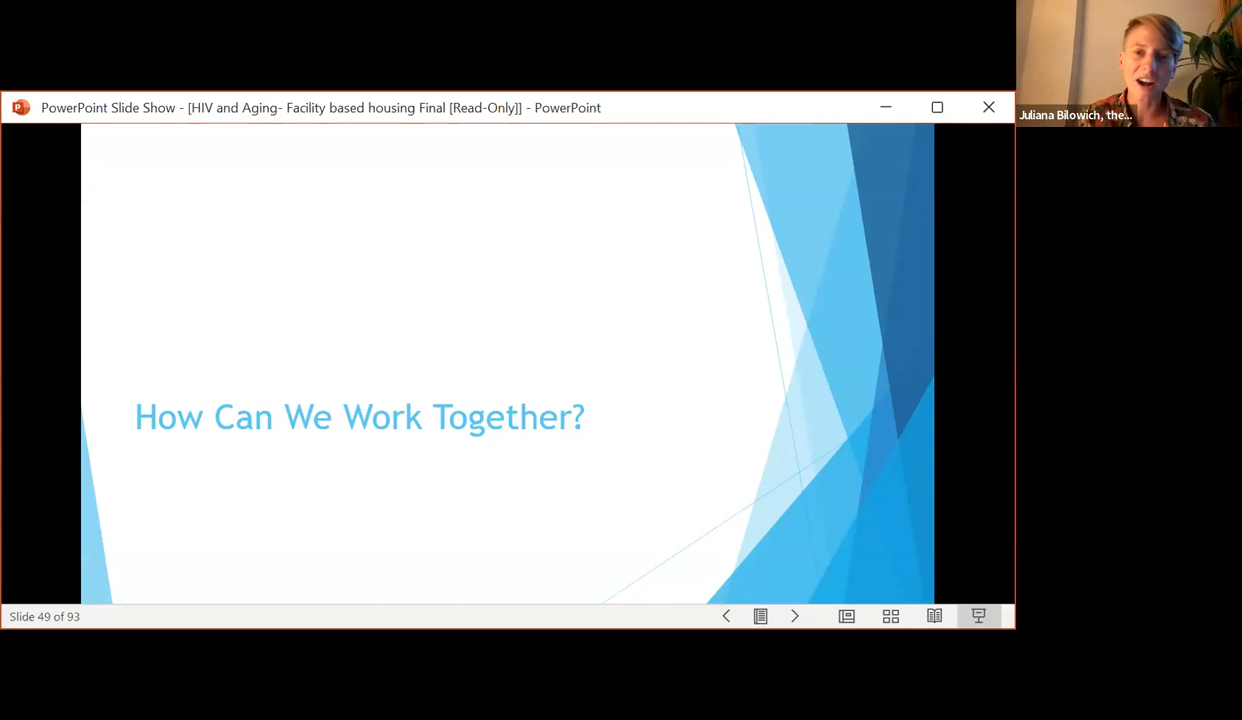 PowerPoint Slide Show - [HIV and Aging- Facility based housing Final [Read-Only]] - PowerPoint
Juliana Bilowich, the...
How Can We Work Together?
Slide 49 of 93